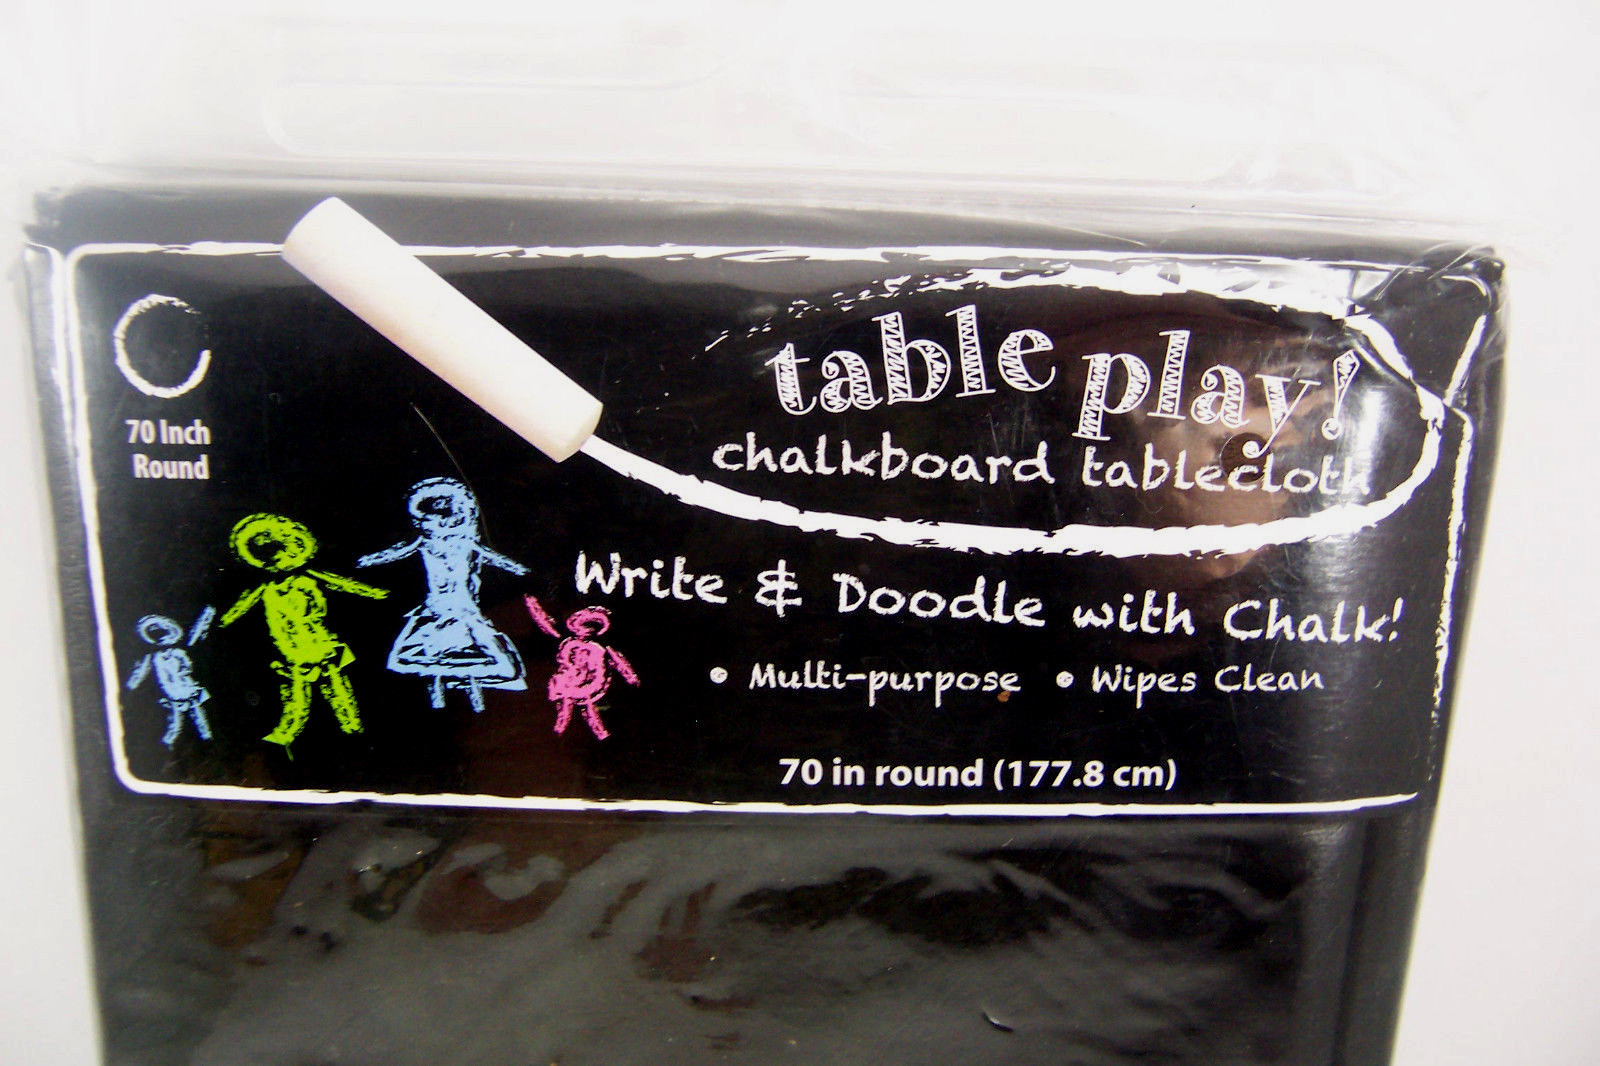 70 Inch
Round
table play!
chalkboard tablecloth
Write & Doodle with Chalk!
• Multi-purpose • Wipes Clean
70 in round (177.8 cm)